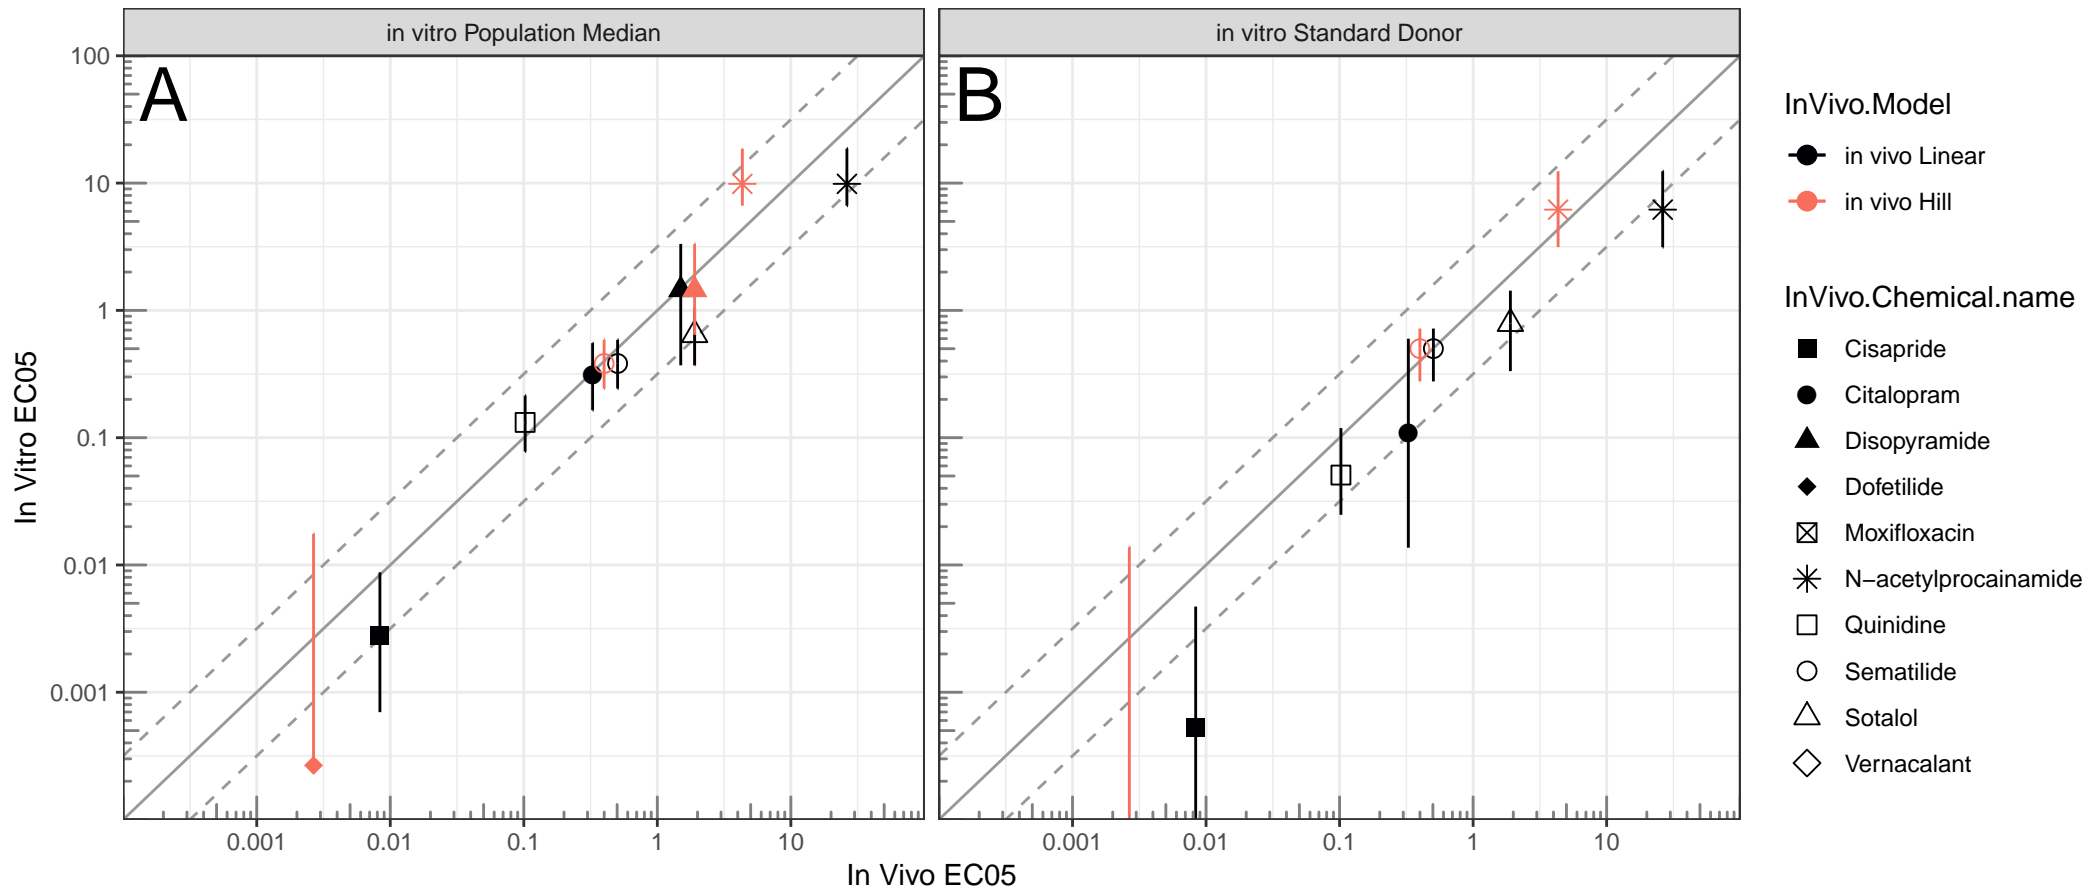 in vitro Population Median
in vitro Standard Donor
A
B
100
10
1
0.1
0.01
0.001
In Vitro EC05
0.001 0.01 0.1 1 10
0.001 0.01 0.1 1 10
In Vivo EC05
InVivo.Model
in vivo Linear
in vivo Hill
InVivo.Chemical.name
Cisapride
Citalopram
Disopyramide
Dofetilide
Moxifloxacin
N−acetylprocainamide
Quinidine
Sematilide
Sotalol
Vernacalant